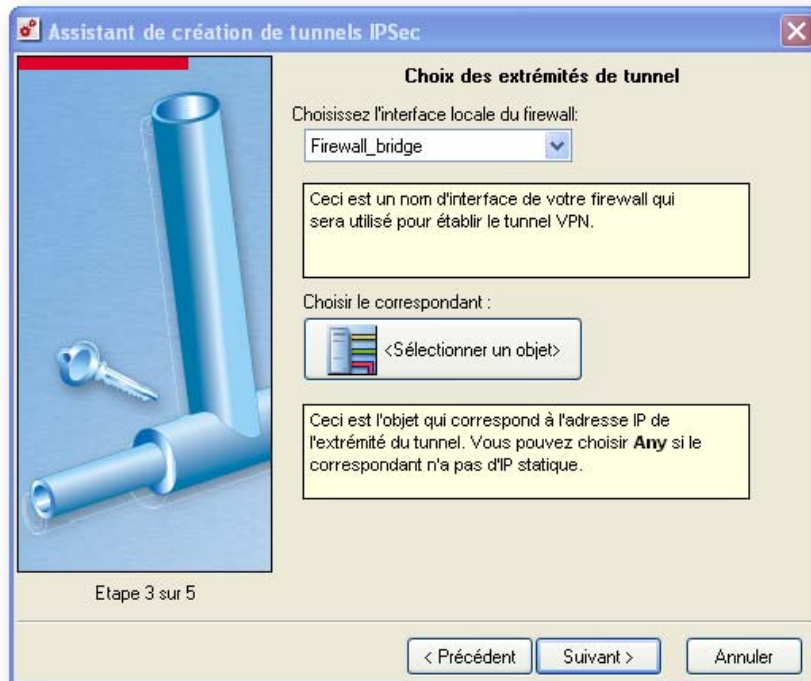 Assistant de création de tunnels IPSec
Choix des extrémités de tunnel
Choisissez l'interface locale du firewall:
Firewall_bridge
Ceci est un nom d'interface de votre firewall qui
sera utilisé pour établir le tunnel VPN.
Choisir le correspondant :
<Sélectionner un objet>
Ceci est l'objet qui correspond à l'adresse IP de
l'extrémité du tunnel. Vous pouvez choisir Any si le
correspondant n'a pas d'IP statique.
Etape 3 sur 5
< Précédent
Suivant >
Annuler